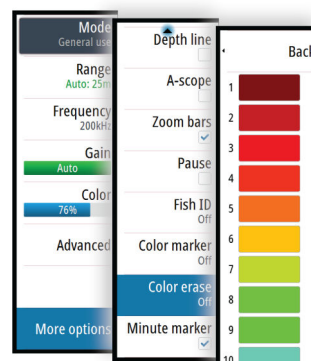 Mode
General use
Range
Auto: 25m
Frequency
200kHz
Gain
Auto
Color
76%
Advanced
More options
Depth line
A-scope
Zoom bars
Pause
Fish ID
Off
Color marker
Off
Color erase
Off
Minute marker
Back
1
2
3
4
5
6
7
8
9
10